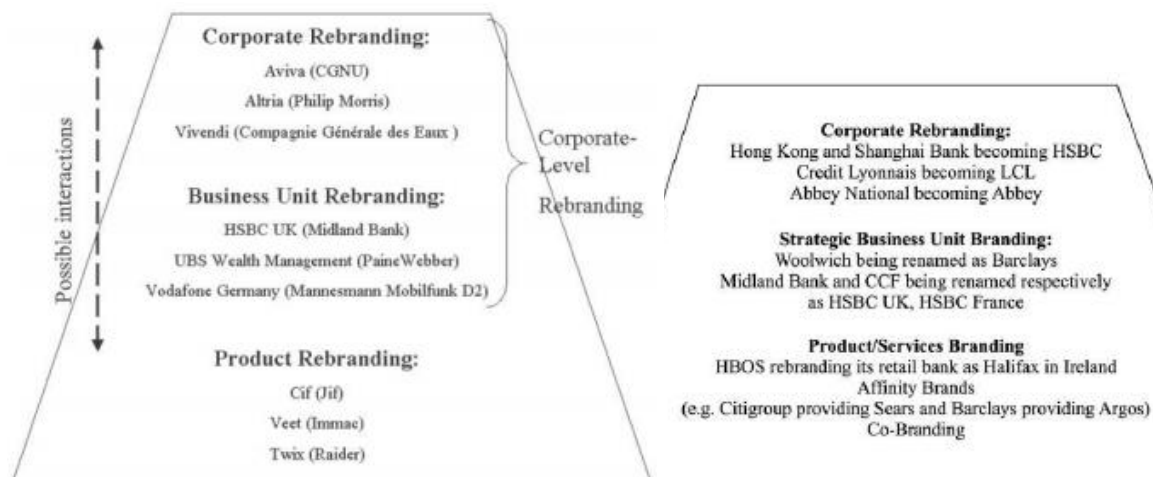 Possible interactions
Corporate Rebranding:
Aviva (CGNU)
Altria (Philip Morris)
Vivendi (Compagnie Générale des Eaux )
Business Unit Rebranding:
HSBC UK (Midland Bank)
UBS Wealth Management (PaineWebber)
Vodafone Germany (Mannesmann Mobilfunk D2)
Product Rebranding:
Cif (Jif)
Veet (Immac)
Twix (Raider)
Corporate-
Level
Rebranding
Corporate Rebranding:
Hong Kong and Shanghai Bank becoming HSBC
Credit Lyonnais becoming LCL
Abbey National becoming Abbey
Strategic Business Unit Branding:
Woolwich being renamed as Barclays
Midland Bank and CCF being renamed respectively
as HSBC UK, HSBC France
Product/Services Branding
HBOS rebranding its retail bank as Halifax in Ireland
Affinity Brands
(e.g. Citigroup providing Sears and Barclays providing Argos)
Co-Branding